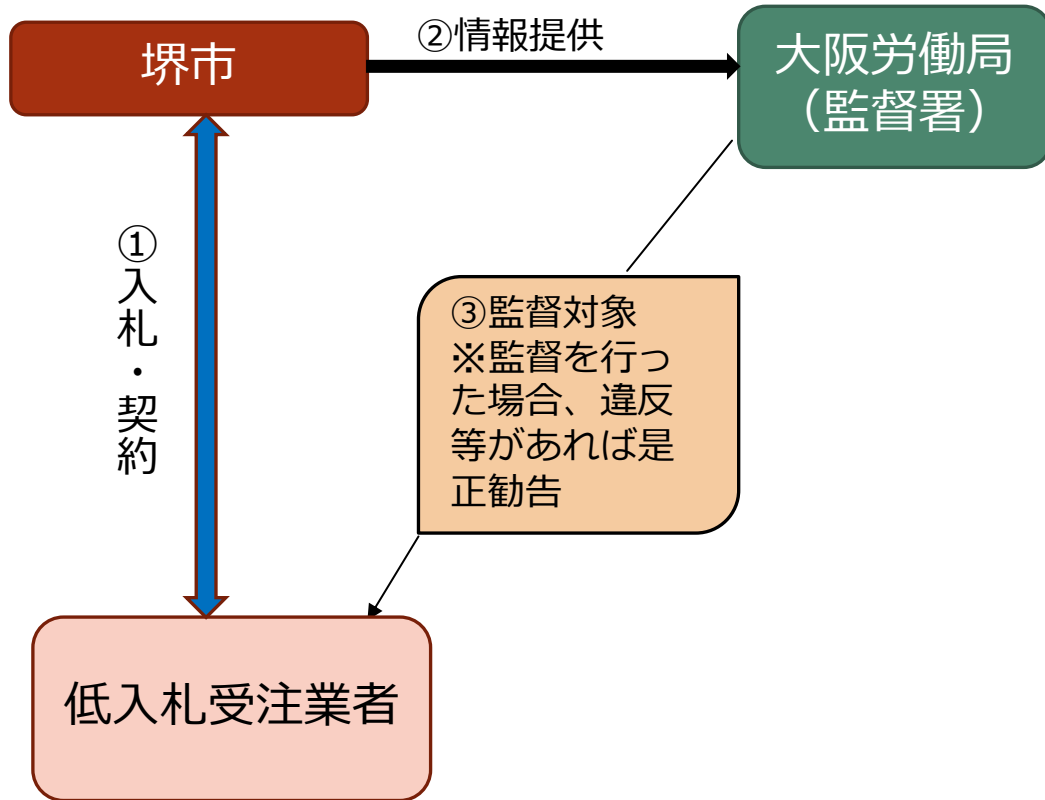 堺市
②情報提供
大阪労働局
（監督署）
①入札・契約
③監督対象
※監督を行っ
た場合、違反
等があれば是
正勧告
低入札受注業者